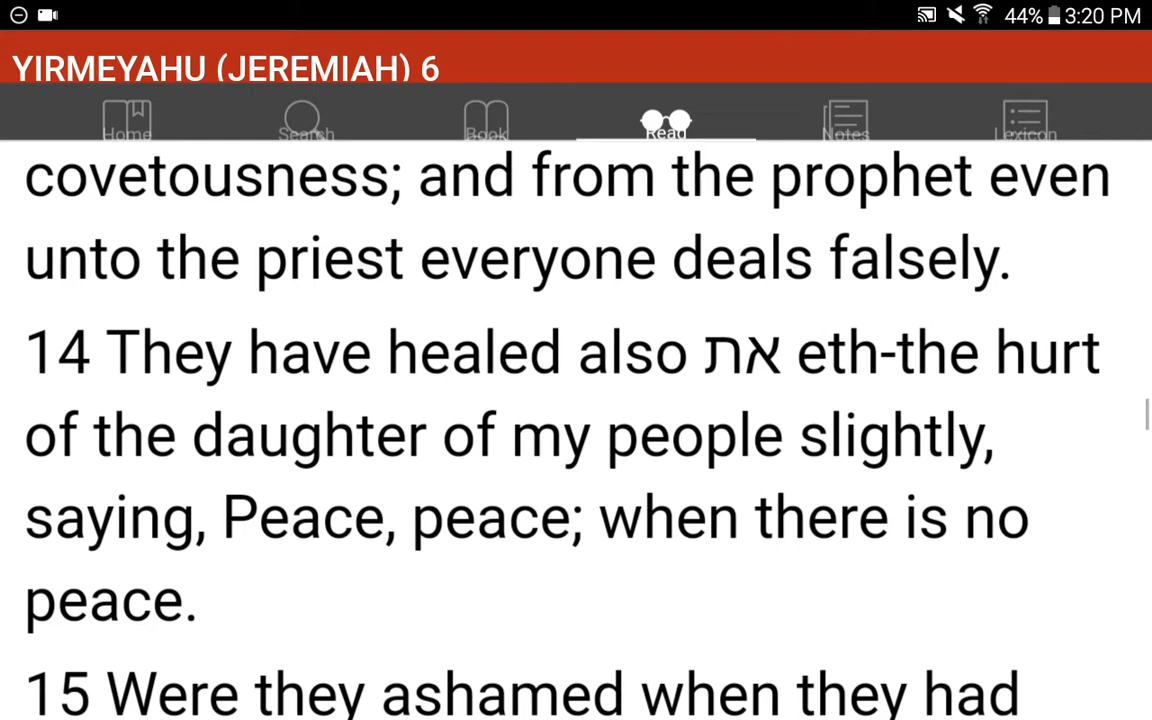 44% 3:20 PM
YIRMEYAHU (JEREMIAH) 6
Home Search Book Read Notes Lexicon
covetousness; and from the prophet even
unto the priest everyone deals falsely.
14 They have healed also את eth-the hurt
of the daughter of my people slightly,
saying, Peace, peace; when there is no
peace.
15 Were they ashamed when they had